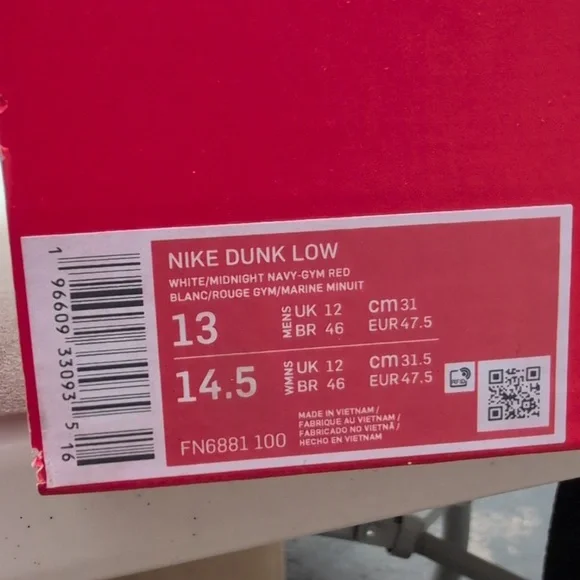 NIKE DUNK LOW
WHITE/MIDNIGHT NAVY-GYM RED
BLANC/ROUGE GYM/MARINE MINUIT
13 MENS UK 12 cm 31
BR 46 EUR 47.5
14.5 WMNS UK 12 cm 31.5
BR 46 EUR 47.5
RFID
FN6881 100
MADE IN VIETNAM /
FABRIQUE AU VIETNAM /
FABRICADO NO VIETNÃ /
HECHO EN VIETNAM
1 96609 33093 5 16